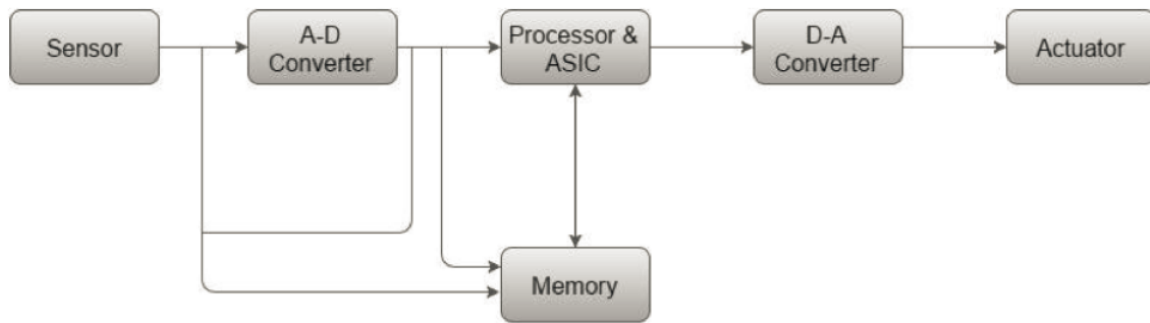 Sensor
A-D
Converter
Processor &
ASIC
D-A
Converter
Actuator
Memory